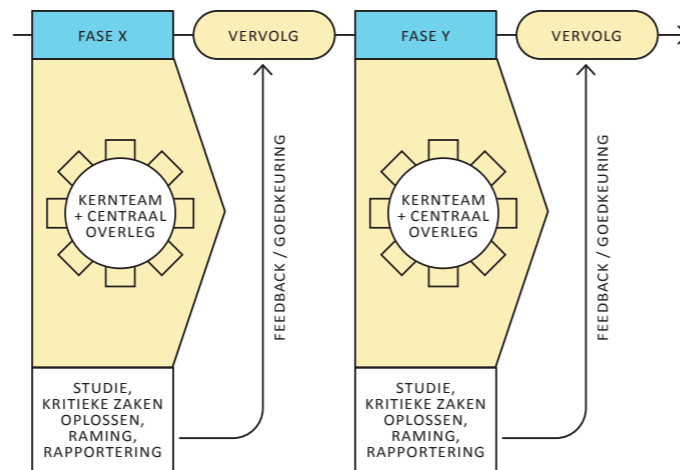 FASE X
VERVOLG
FASE Y
VERVOLG
KERNTEAM
+ CENTRAAL
OVERLEG
FEEDBACK / GOEDKEURING
KERNTEAM
+ CENTRAAL
OVERLEG
FEEDBACK / GOEDKEURING
STUDIE,
KRITIEKE ZAKEN
OPLOSSEN,
RAMING,
RAPPORTERING
STUDIE,
KRITIEKE ZAKEN
OPLOSSEN,
RAMING,
RAPPORTERING